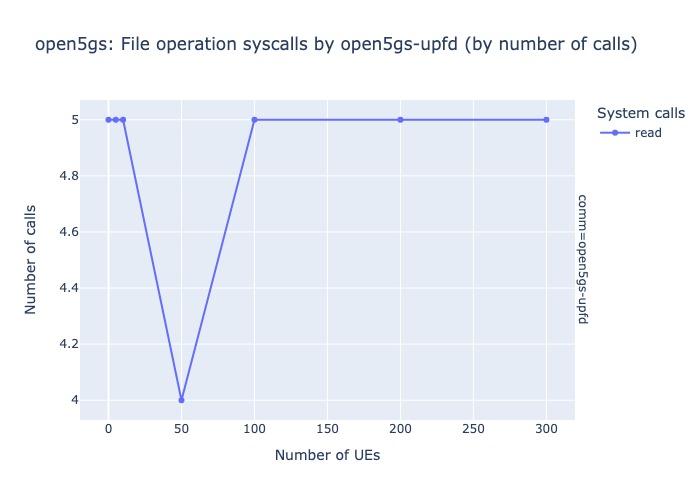 open5gs: File operation syscalls by open5gs-upfd (by number of calls)
System calls
read
5
4.8
4.6
4.4
4.2
4
Number of calls
comm=open5gs-upfd
0
50
100
150
200
250
300
Number of UEs